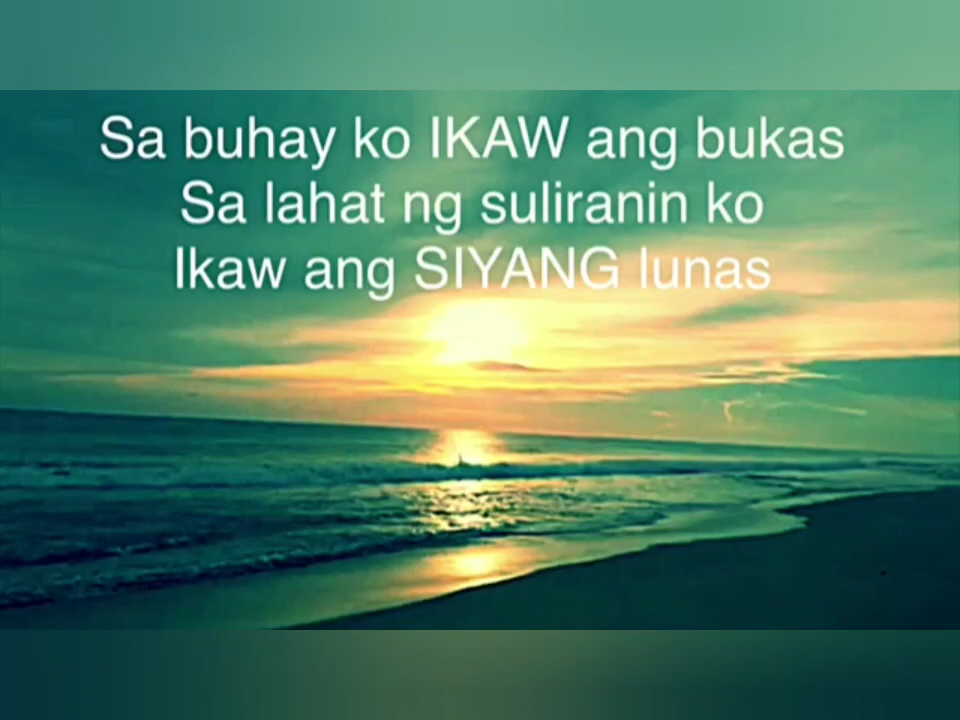 Sa buhay ko IKAW ang bukas
Sa lahat ng suliranin ko
Ikaw ang SIYANG lunas